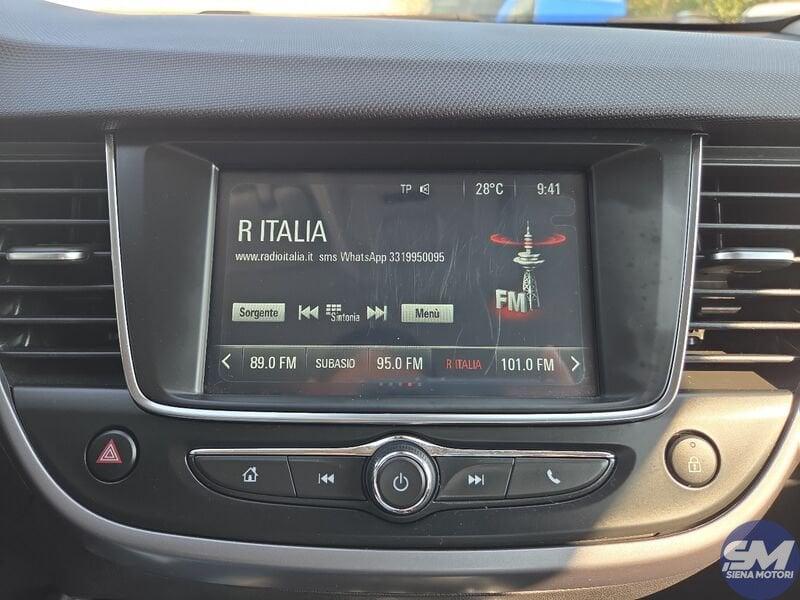 TP 28°C 9:41
R ITALIA
www.radioitalia.it sms WhatsApp 3319950095
FM
Sorgente Sintonia Menù
89.0 FM SUBASIO 95.0 FM R ITALIA 101.0 FM
SM
SIENA MOTORI